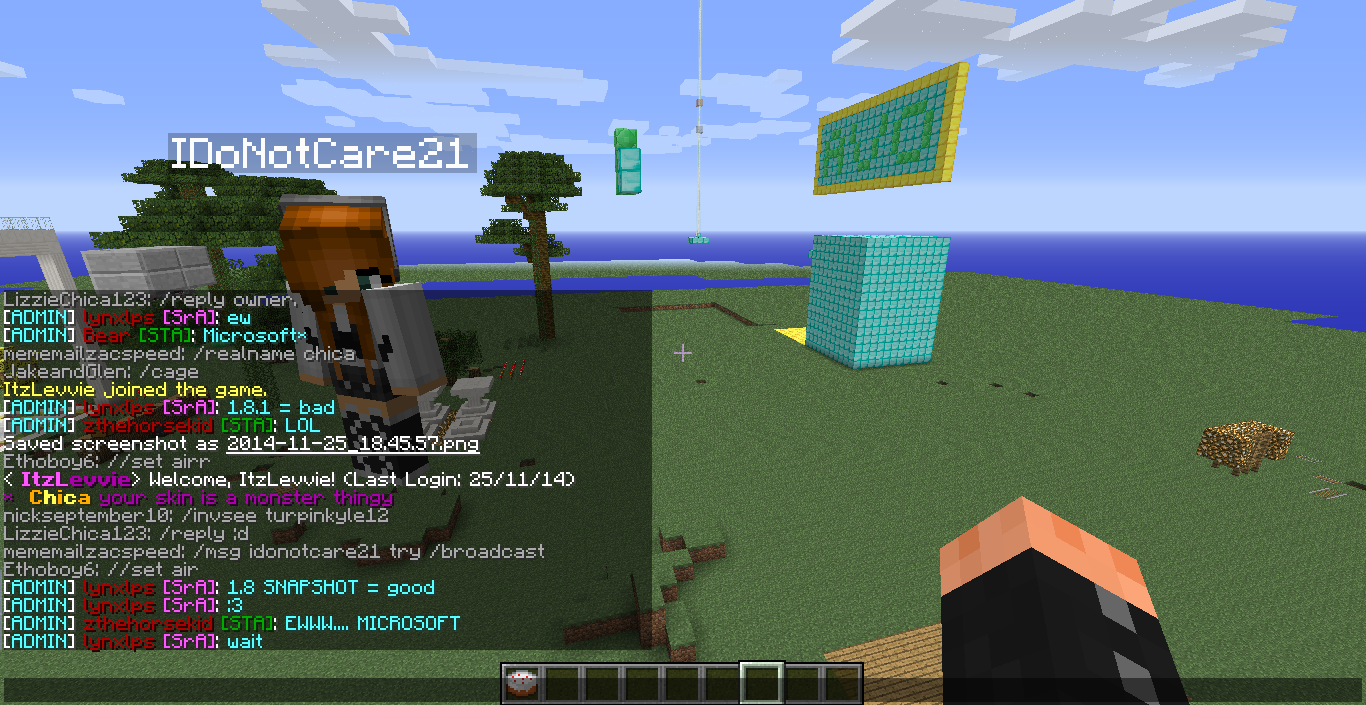 IDoNotCare21
LizzieChica123: /reply owner,
[ADMIN] lynxlps [SrA]: ew
[ADMIN] Gear [STA]: Microsoft*
mememailzacspeed: /realname chica
JakeandGlen: /cage
ItzLevvie joined the game.
[ADMIN] lynxlps [SrA]: 1.8.1 = bad
[ADMIN] zthehorsekid [STA]: LOL
Saved screenshot as 2014-11-25_18.45.57.png
Ethoboy6: //set airr
< ItzLevvie> Welcome, ItzLevvie! (Last Login: 25/11/14)
* Chica your skin is a monster thingy
nickseptember10: /invsee turpinkyle12
LizzieChica123: /reply :d
mememailzacspeed: /msg idonotcare21 try /broadcast
Ethoboy6: //set air
[ADMIN] lynxlps [SrA]: 1.8 SNAPSHOT = good
[ADMIN] lynxlps [SrA]: :3
[ADMIN] zthehorsekid [STA]: EWWW.... MICROSOFT
[ADMIN] lynxlps [SrA]: wait